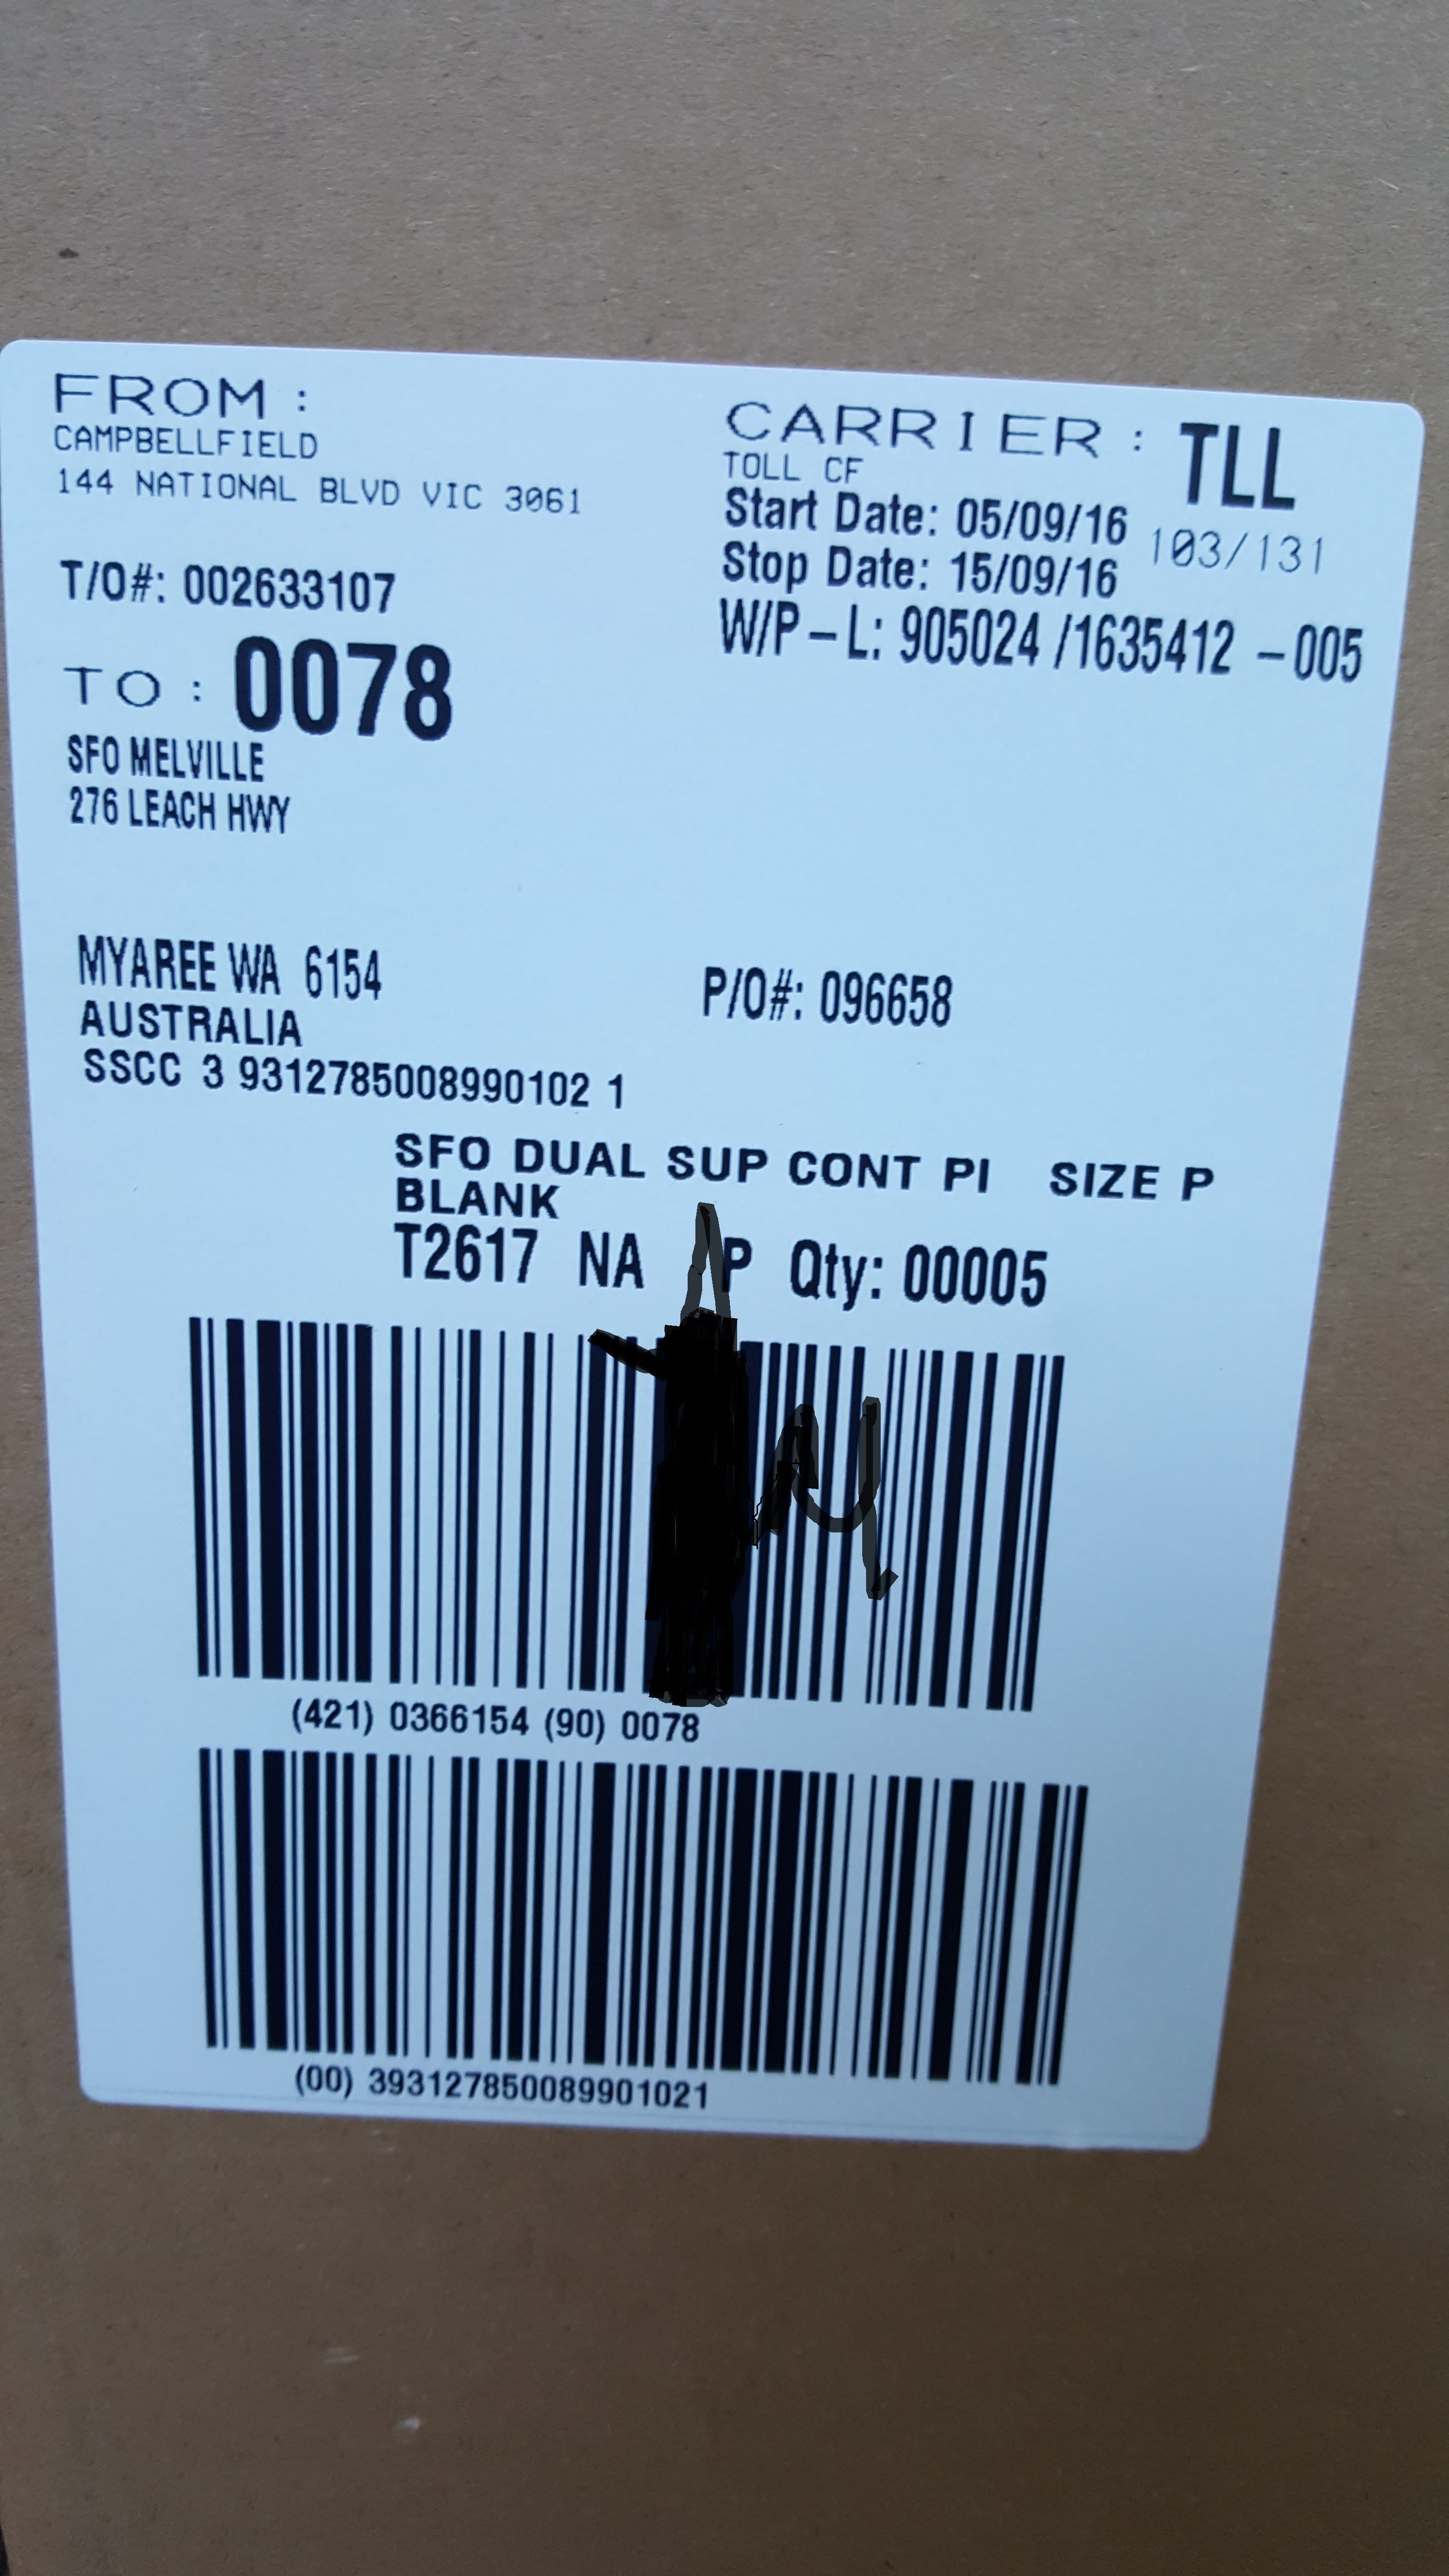 FROM :
CAMPBELLFIELD
144 NATIONAL BLVD VIC 3061
CARRIER : TLL
TOLL CF
Start Date: 05/09/16 103/131
Stop Date: 15/09/16
W/P-L: 905024 /1635412 -005
T/O#: 002633107
TO : 0078
SFO MELVILLE
276 LEACH HWY
MYAREE WA 6154
AUSTRALIA
P/O#: 096658
SSCC 3 9312785008990102 1
SFO DUAL SUP CONT PI SIZE P
BLANK
T2617 NA P Qty: 00005
(421) 0366154 (90) 0078
(00) 393127850089901021